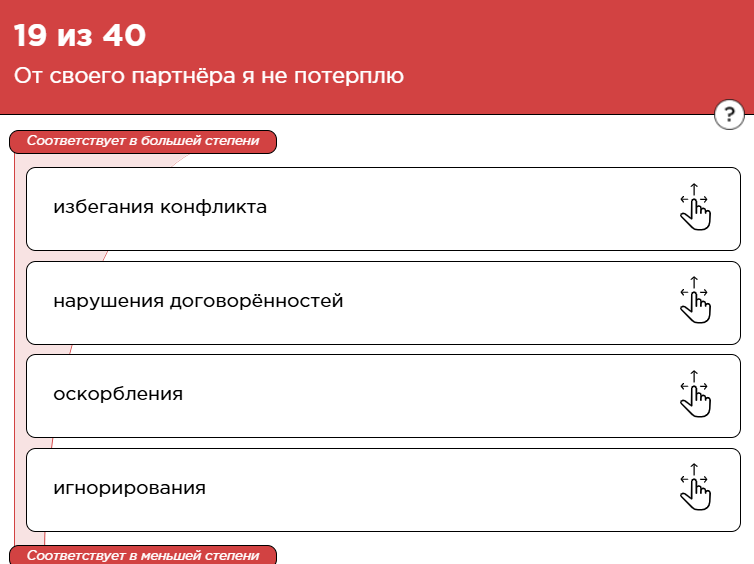 19 из 40
От своего партнёра я не потерплю
?
Соответствует в большей степени
избегания конфликта
нарушения договорённостей
оскорбления
игнорирования
Соответствует в меньшей степени